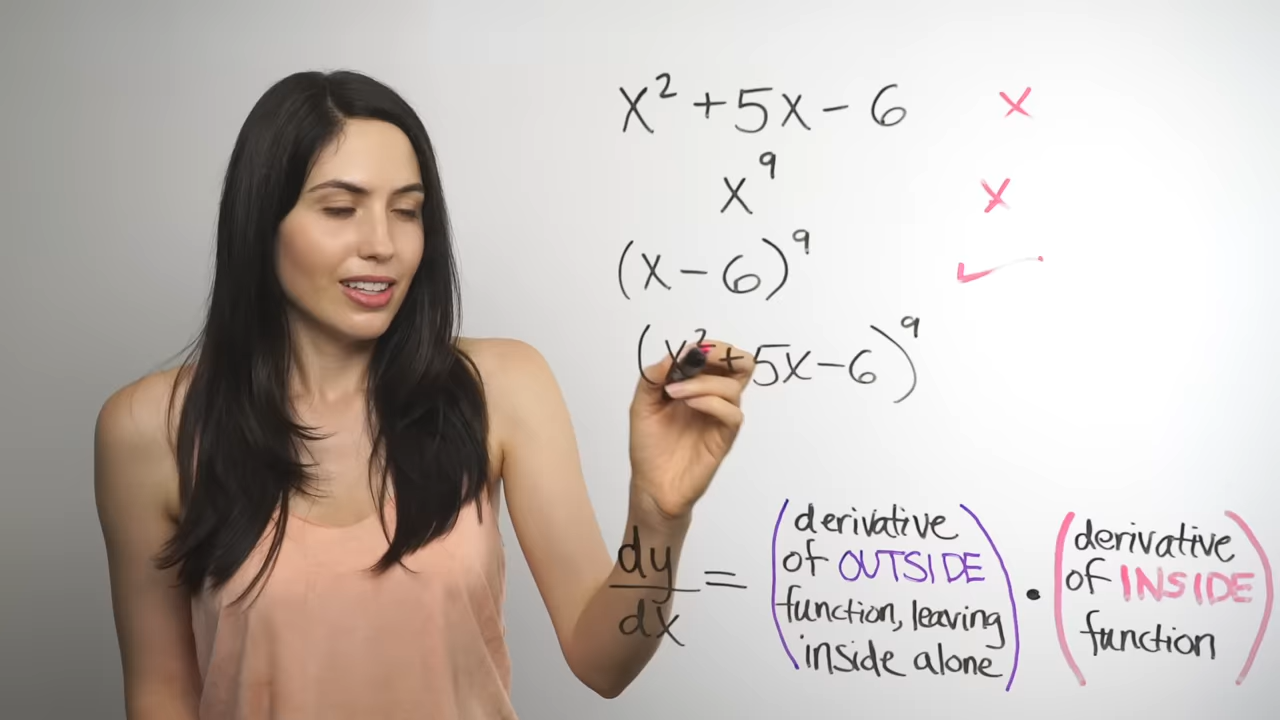 x² + 5x - 6 x
x⁹ x
(x - 6)⁹ ✓
(x² + 5x - 6)⁹
dy/dx = (derivative of OUTSIDE function, leaving inside alone) • (derivative of INSIDE function)